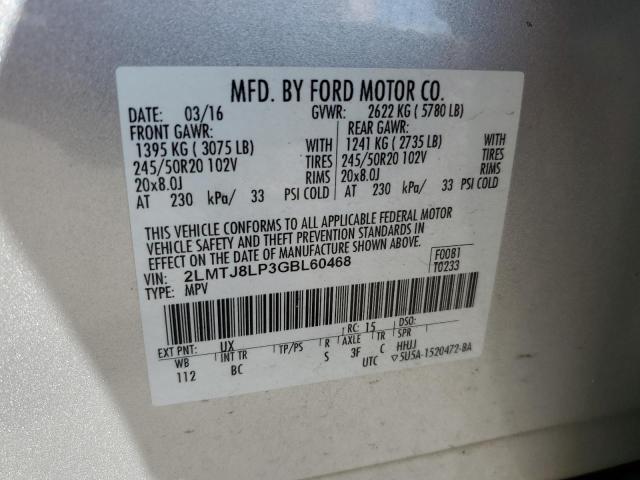 MFD. BY FORD MOTOR CO.
DATE: 03/16 GVWR: 2622 KG ( 5780 LB)
FRONT GAWR: REAR GAWR:
1395 KG ( 3075 LB) WITH 1241 KG ( 2735 LB) WITH
245/50R20 102V TIRES 245/50R20 102V TIRES
20x8.0J RIMS 20x8.0J RIMS
AT 230 kPa/ 33 PSI COLD AT 230 kPa/ 33 PSI COLD
THIS VEHICLE CONFORMS TO ALL APPLICABLE FEDERAL MOTOR
VEHICLE SAFETY AND THEFT PREVENTION STANDARDS IN
EFFECT ON THE DATE OF MANUFACTURE SHOWN ABOVE.
VIN: 2LMTJ8LP3GBL60468 F0081
TYPE: MPV T0233
EXT PNT: UX RC: 15 DSO:
WB INT TR TP/PS R AXLE TR SPR
112 BC S 3F C HHJJ
UTC ▽5U5A-1520472-BA